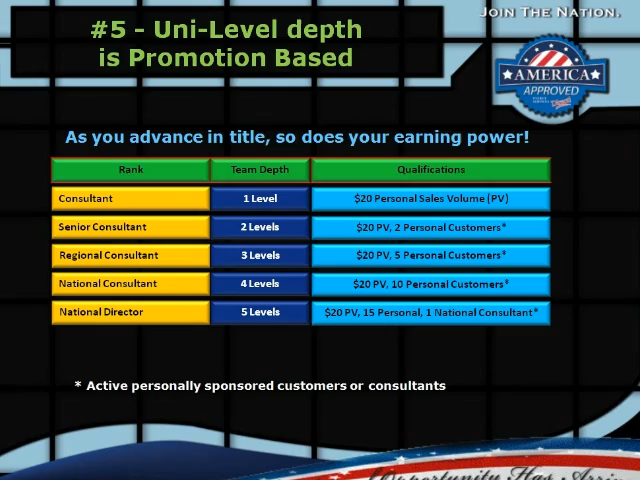 JOIN THE NATION.
#5 - Uni-Level depth
is Promotion Based
AMERICA
APPROVED
As you advance in title, so does your earning power!
Rank Team Depth Qualifications
Consultant 1 Level $20 Personal Sales Volume (PV)
Senior Consultant 2 Levels $20 PV, 2 Personal Customers*
Regional Consultant 3 Levels $20 PV, 5 Personal Customers*
National Consultant 4 Levels $20 PV, 10 Personal Customers*
National Director 5 Levels $20 PV, 15 Personal, 1 National Consultant*
* Active personally sponsored customers or consultants
Opportunity Has